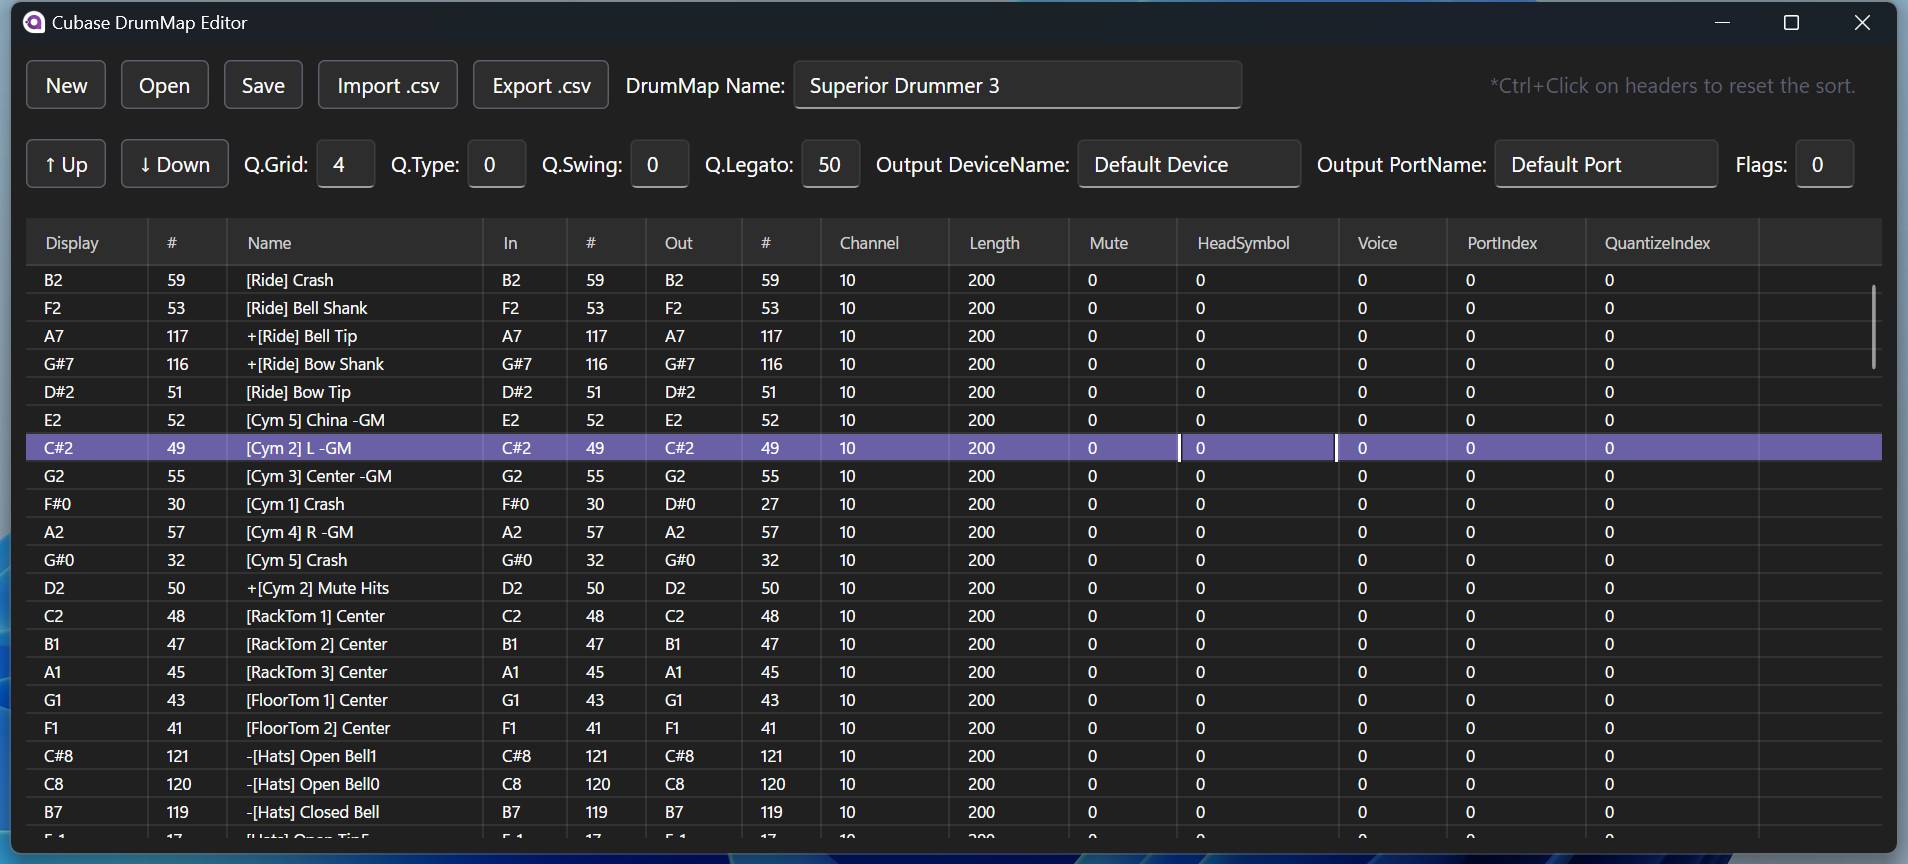 Cubase DrumMap Editor
New Open Save Import .csv Export .csv DrumMap Name: Superior Drummer 3 *Ctrl+Click on headers to reset the sort.
↑ Up ↓ Down Q.Grid: 4 Q.Type: 0 Q.Swing: 0 Q.Legato: 50 Output DeviceName: Default Device Output PortName: Default Port Flags: 0
Display # Name In # Out # Channel Length Mute HeadSymbol Voice PortIndex QuantizeIndex
B2 59 [Ride] Crash B2 59 B2 59 10 200 0 0 0 0 0
F2 53 [Ride] Bell Shank F2 53 F2 53 10 200 0 0 0 0 0
A7 117 +[Ride] Bell Tip A7 117 A7 117 10 200 0 0 0 0 0
G#7 116 +[Ride] Bow Shank G#7 116 G#7 116 10 200 0 0 0 0 0
D#2 51 [Ride] Bow Tip D#2 51 D#2 51 10 200 0 0 0 0 0
E2 52 [Cym 5] China -GM E2 52 E2 52 10 200 0 0 0 0 0
C#2 49 [Cym 2] L -GM C#2 49 C#2 49 10 200 0 0 0 0 0
G2 55 [Cym 3] Center -GM G2 55 G2 55 10 200 0 0 0 0 0
F#0 30 [Cym 1] Crash F#0 30 D#0 27 10 200 0 0 0 0 0
A2 57 [Cym 4] R -GM A2 57 A2 57 10 200 0 0 0 0 0
G#0 32 [Cym 5] Crash G#0 32 G#0 32 10 200 0 0 0 0 0
D2 50 +[Cym 2] Mute Hits D2 50 D2 50 10 200 0 0 0 0 0
C2 48 [RackTom 1] Center C2 48 C2 48 10 200 0 0 0 0 0
B1 47 [RackTom 2] Center B1 47 B1 47 10 200 0 0 0 0 0
A1 45 [RackTom 3] Center A1 45 A1 45 10 200 0 0 0 0 0
G1 43 [FloorTom 1] Center G1 43 G1 43 10 200 0 0 0 0 0
F1 41 [FloorTom 2] Center F1 41 F1 41 10 200 0 0 0 0 0
C#8 121 -[Hats] Open Bell1 C#8 121 C#8 121 10 200 0 0 0 0 0
C8 120 -[Hats] Open Bell0 C8 120 C8 120 10 200 0 0 0 0 0
B7 119 -[Hats] Closed Bell B7 119 B7 119 10 200 0 0 0 0 0